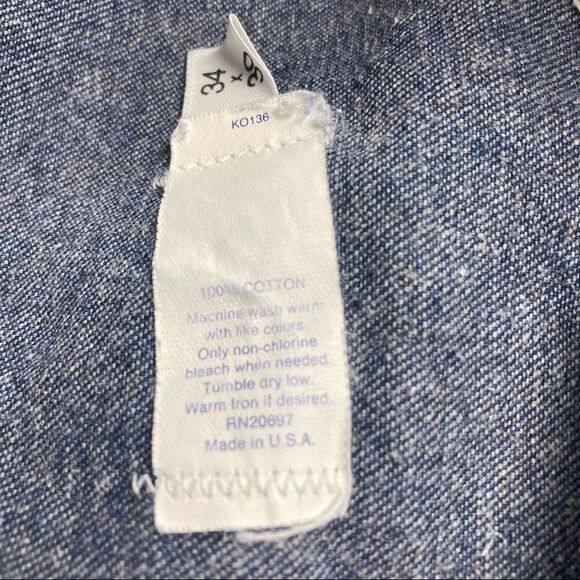 34
x
30
KO136
100% COTTON
Machine wash warm
with like colors.
Only non-chlorine
bleach when needed.
Tumble dry low.
Warm Iron if desired.
RN20697
Made in U.S.A.